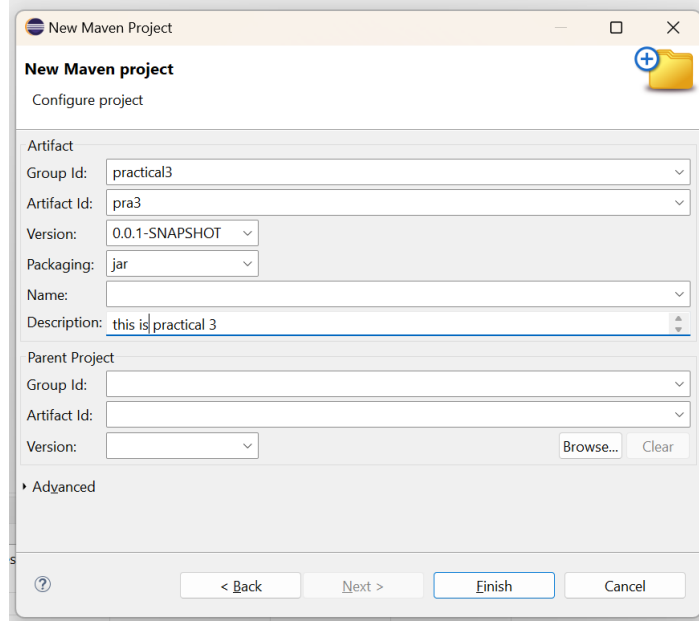 New Maven Project
New Maven project
Configure project
Artifact
Group Id: practical3
Artifact Id: pra3
Version: 0.0.1-SNAPSHOT
Packaging: jar
Name:
Description: this is practical 3
Parent Project
Group Id:
Artifact Id:
Version: Browse... Clear
Advanced
s
? < Back Next > Finish Cancel